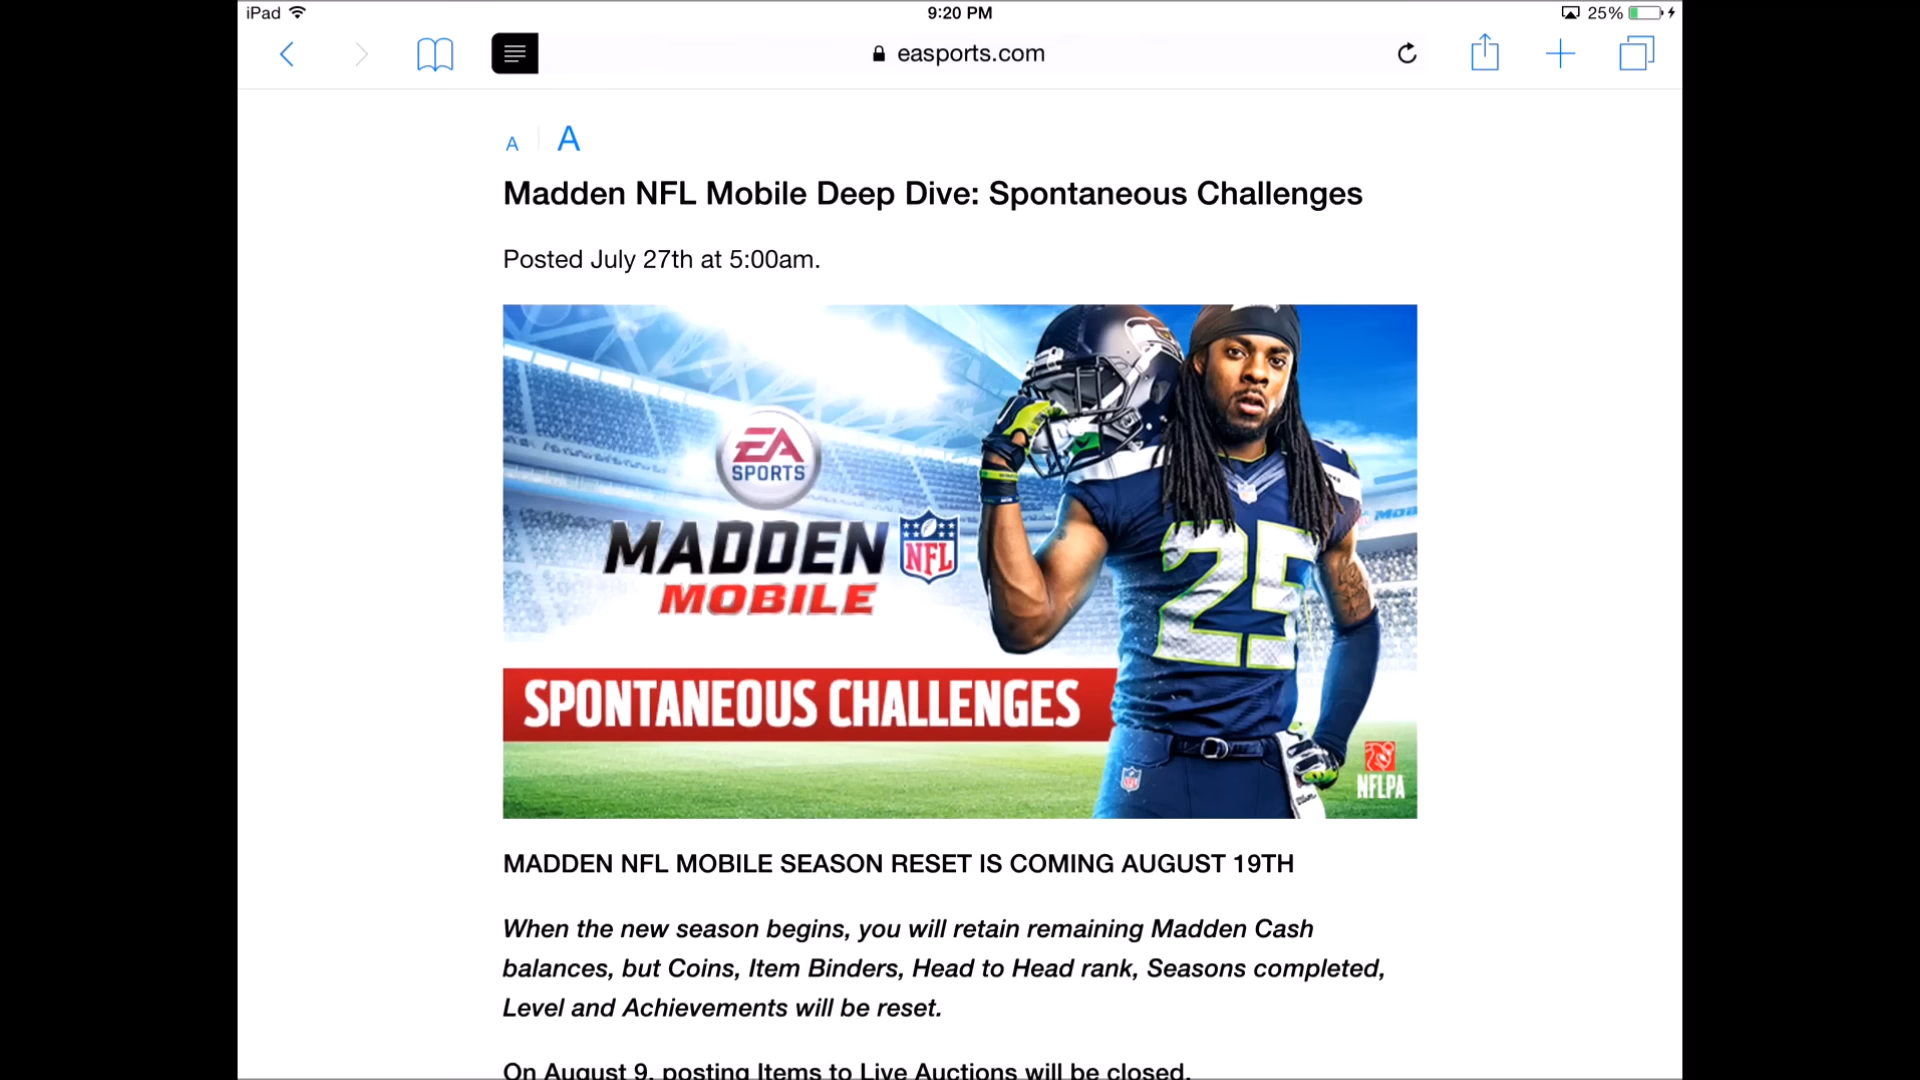 iPad 9:20 PM 25%
easports.com
A A
Madden NFL Mobile Deep Dive: Spontaneous Challenges
Posted July 27th at 5:00am.
EA
SPORTS
MADDEN NFL
MOBILE
25
SPONTANEOUS CHALLENGES
NFLPA
MADDEN NFL MOBILE SEASON RESET IS COMING AUGUST 19TH
When the new season begins, you will retain remaining Madden Cash
balances, but Coins, Item Binders, Head to Head rank, Seasons completed,
Level and Achievements will be reset.
On August 9, posting Items to Live Auctions will be closed.